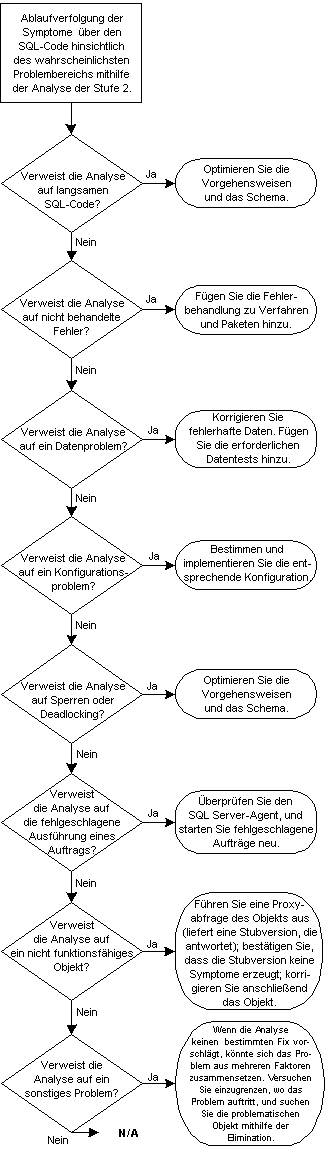 Ablaufverfolgung der
Symptome über den
SQL-Code hinsichtlich
des wahrscheinlichsten
Problembereichs mithilfe
der Analyse der Stufe 2.
Verweist die Analyse
auf langsamen
SQL-Code?
Ja
Optimieren Sie die
Vorgehensweisen
und das Schema.
Nein
Verweist die Analyse
auf nicht behandelte
Fehler?
Ja
Fügen Sie die Fehler-
behandlung zu Verfahren
und Paketen hinzu.
Nein
Verweist die Analyse
auf ein Datenproblem?
Ja
Korrigieren Sie
fehlerhafte Daten. Fügen
Sie die erforderlichen
Datentests hinzu.
Nein
Verweist die Analyse
auf ein Konfigurations-
problem?
Ja
Bestimmen und
implementieren Sie die ent-
sprechende Konfiguration.
Nein
Verweist die Analyse
auf Sperren oder
Deadlocking?
Ja
Optimieren Sie die
Vorgehensweisen
und das Schema.
Nein
Verweist
die Analyse auf
die fehlgeschlagene
Ausführung eines
Auftrags?
Ja
Überprüfen Sie den
SQL Server-Agent, und
starten Sie fehlgeschlagene
Aufträge neu.
Nein
Verweist
die Analyse auf
ein nicht funktionsfähiges
Objekt?
Ja
Führen Sie eine Proxy-
abfrage des Objekts aus
(liefert eine Stubversion, die
antwortet); bestätigen Sie,
dass die Stubversion keine
Symptome erzeugt; korri-
gieren Sie anschließend
das Objekt.
Nein
Verweist die
Analyse auf ein
sonstiges Problem?
Ja
Wenn die Analyse
keinen bestimmten Fix vor-
schlägt, könnte sich das Pro-
blem aus mehreren Faktoren
zusammensetzen. Versuchen
Sie einzugrenzen, wo das
Problem auftritt, und suchen
Sie die problematischen
Objekt mithilfe der
Elimination.
Nein
N/A